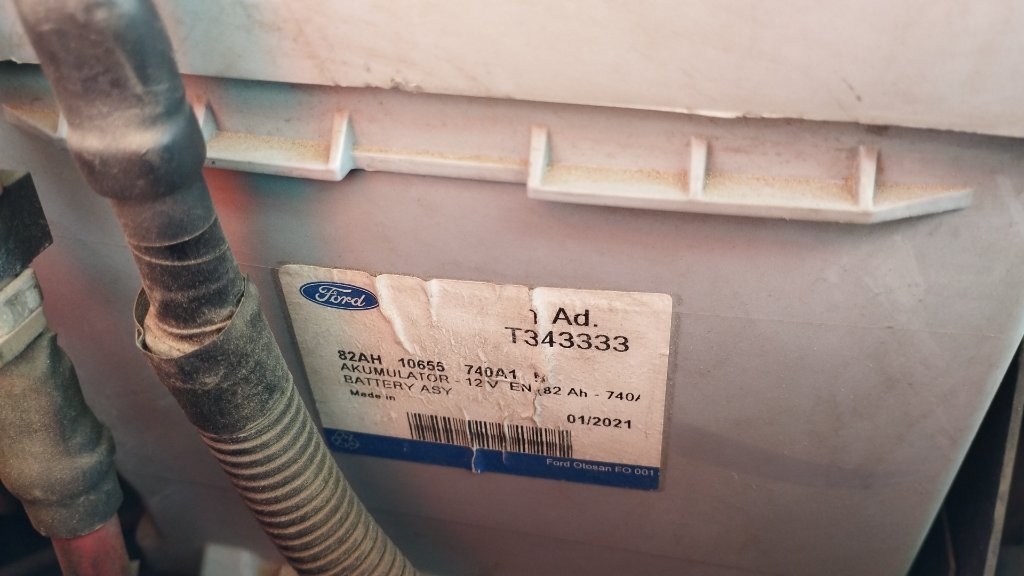 Ford
Ad.
T343333
82AH 10655 740A1
AKUMULATOR - 12 V EN 82 Ah - 740A
BATTERY ASY
Made in
01/2021
Ford Otosan FO 001